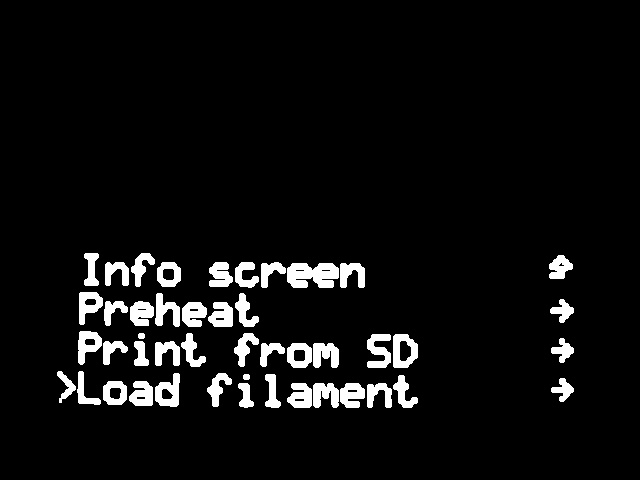 Info screen
Preheat →
Print from SD →
>Load filament →